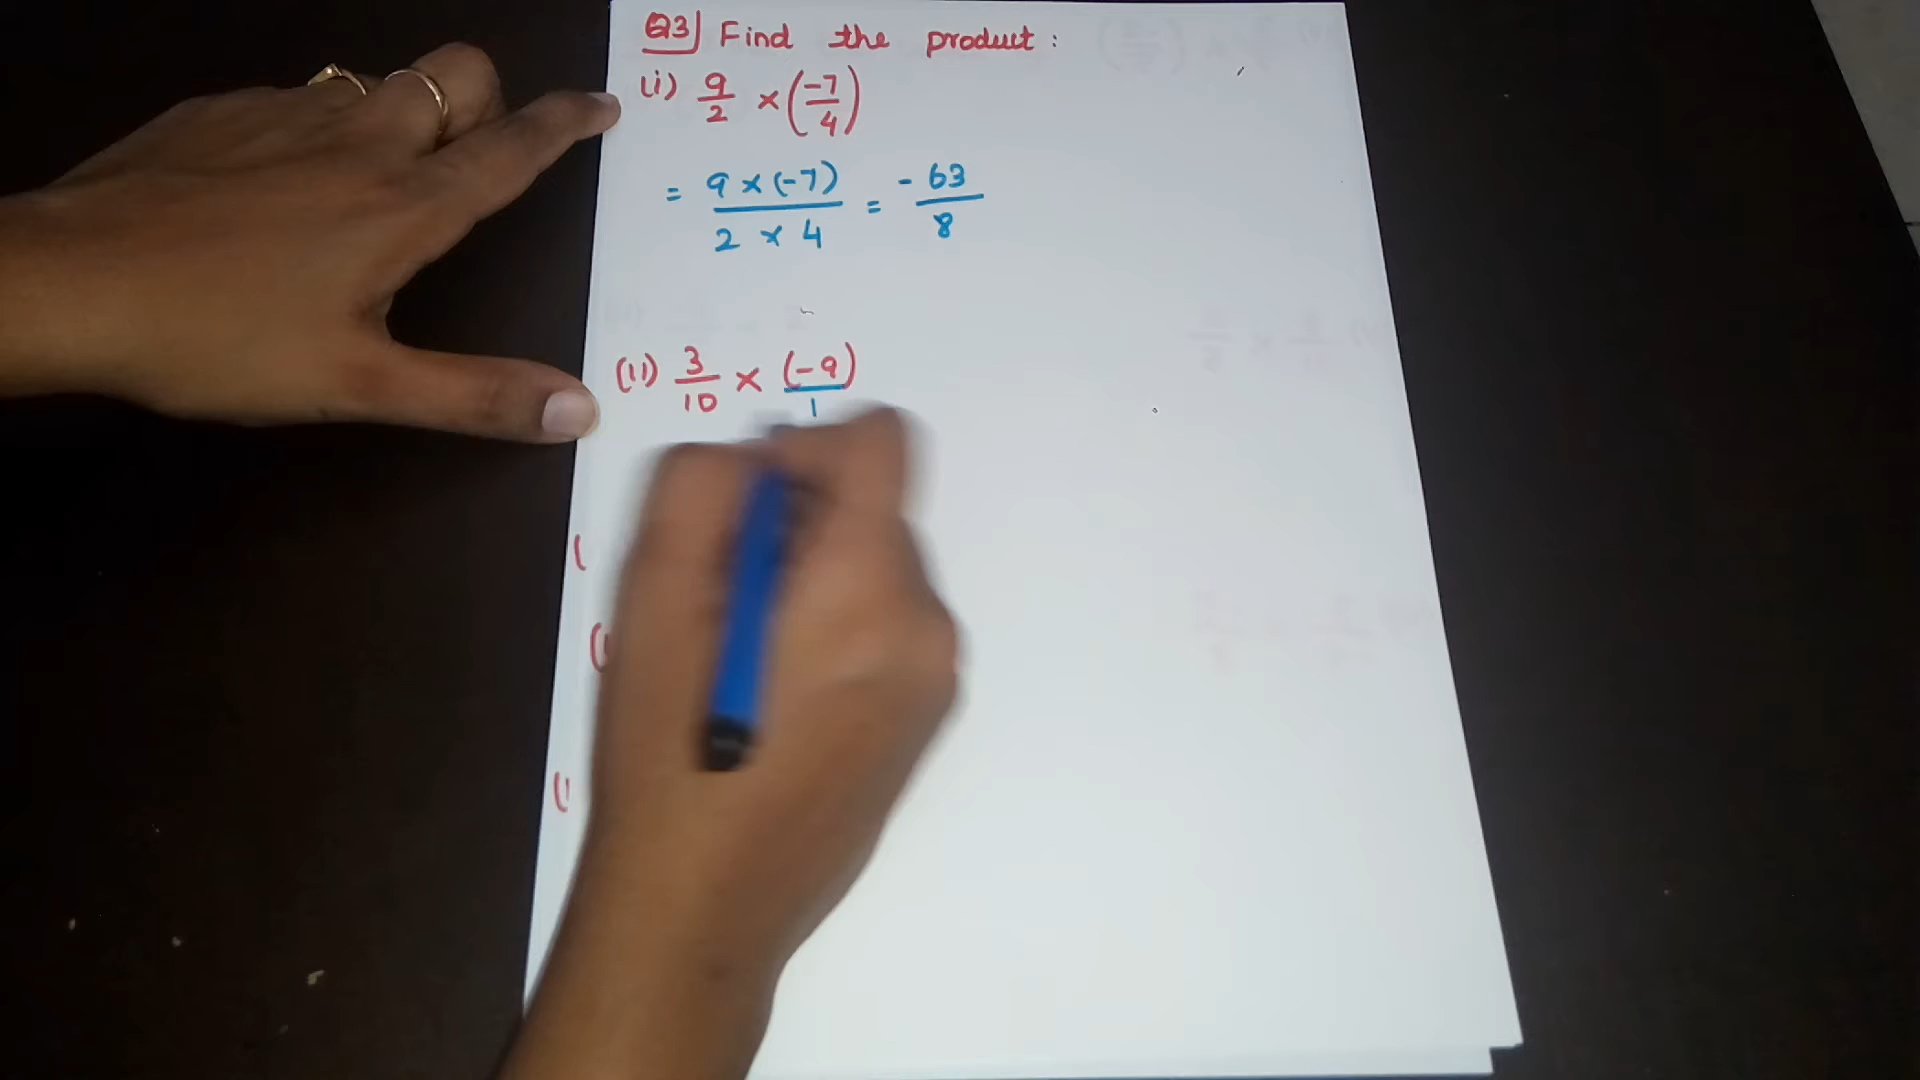 Q3 Find the product :
(i) 9/2 × (-7/4)
= 9 × (-7) / 2 × 4 = -63/8
(ii) 3/10 × (-9)/1
(
(i
(i